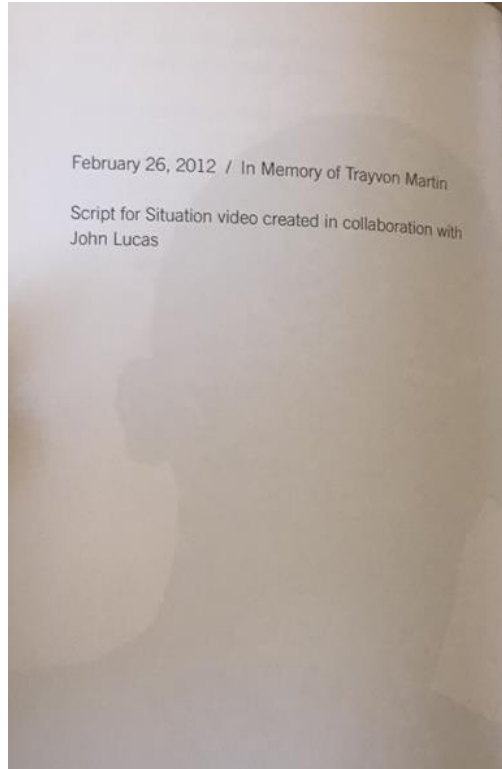 February 26, 2012 / In Memory of Trayvon Martin
Script for Situation video created in collaboration with
John Lucas